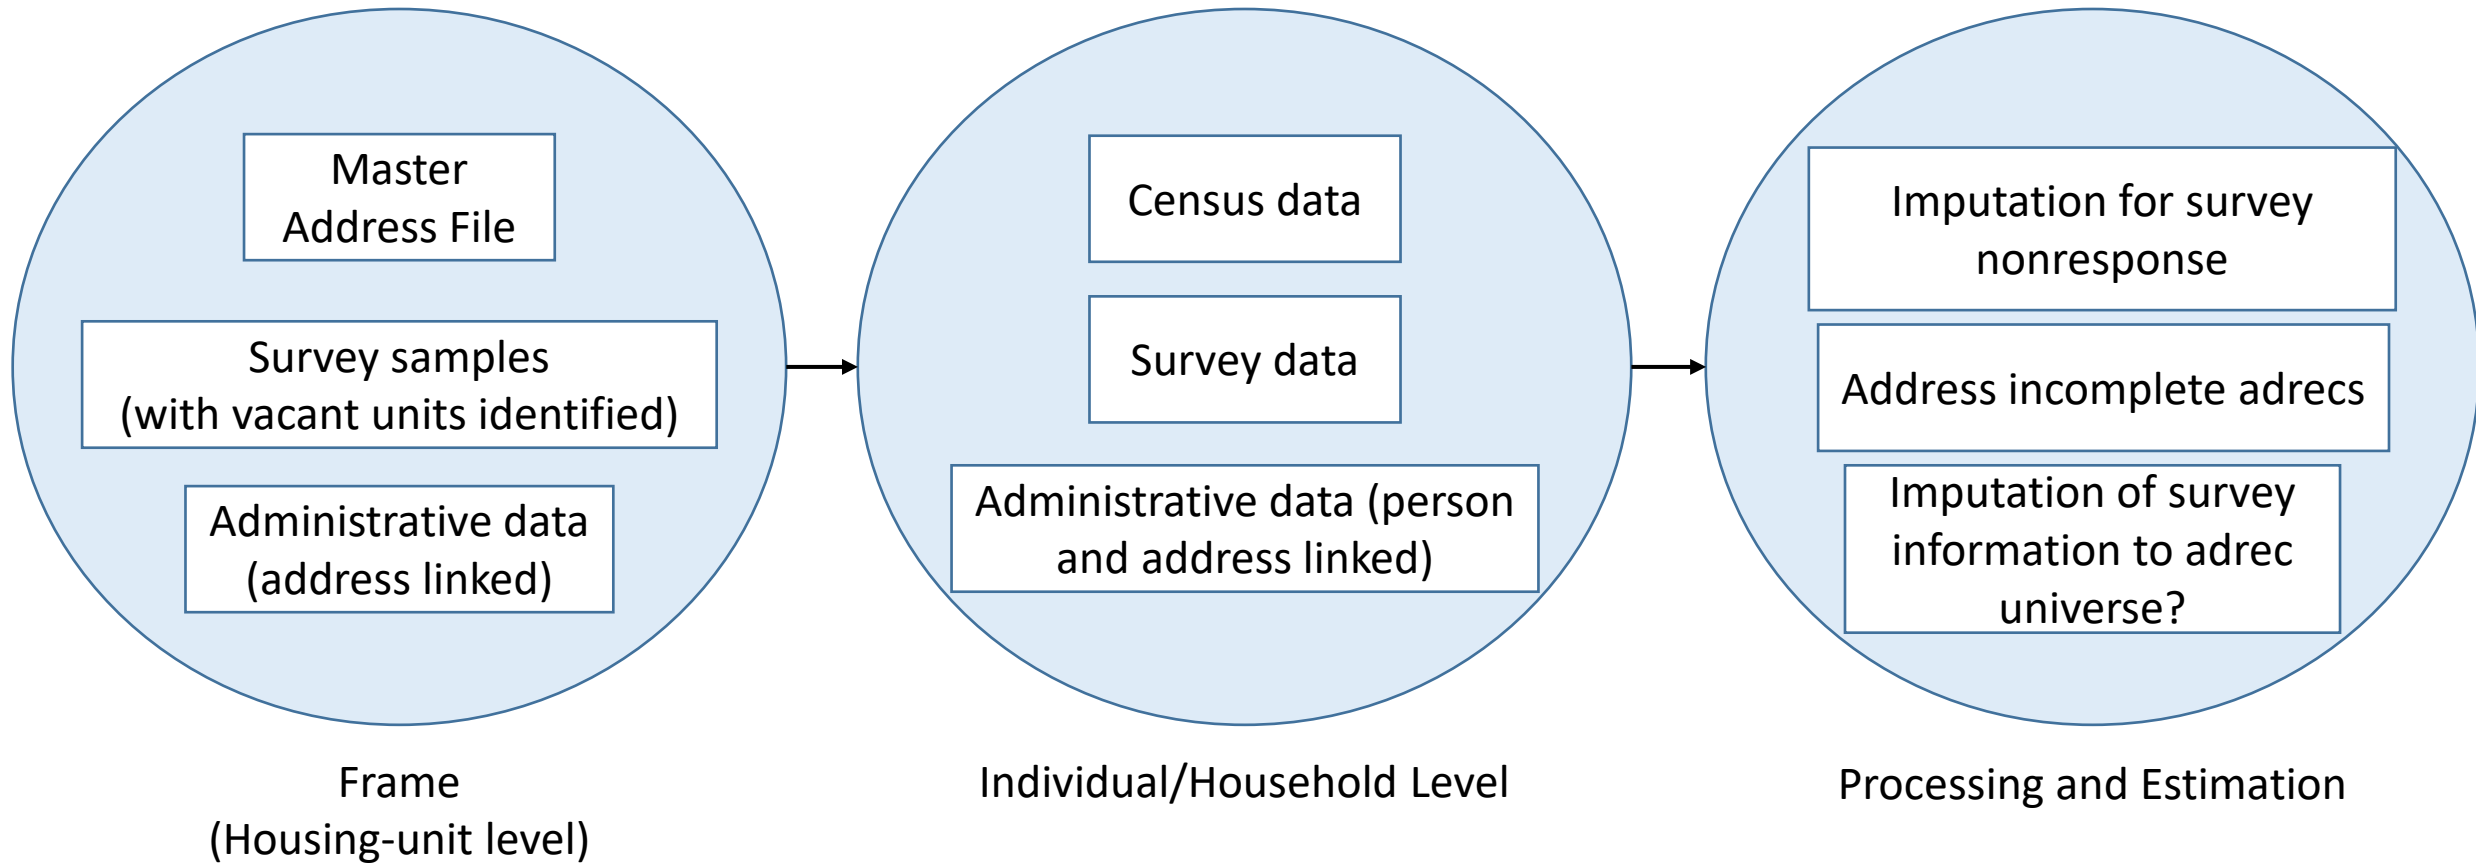 Master
Address File
Survey samples
(with vacant units identified)
Administrative data
(address linked)
Frame
(Housing-unit level)
Census data
Survey data
Administrative data (person
and address linked)
Individual/Household Level
Imputation for survey
nonresponse
Address incomplete adrecs
Imputation of survey
information to adrec
universe?
Processing and Estimation